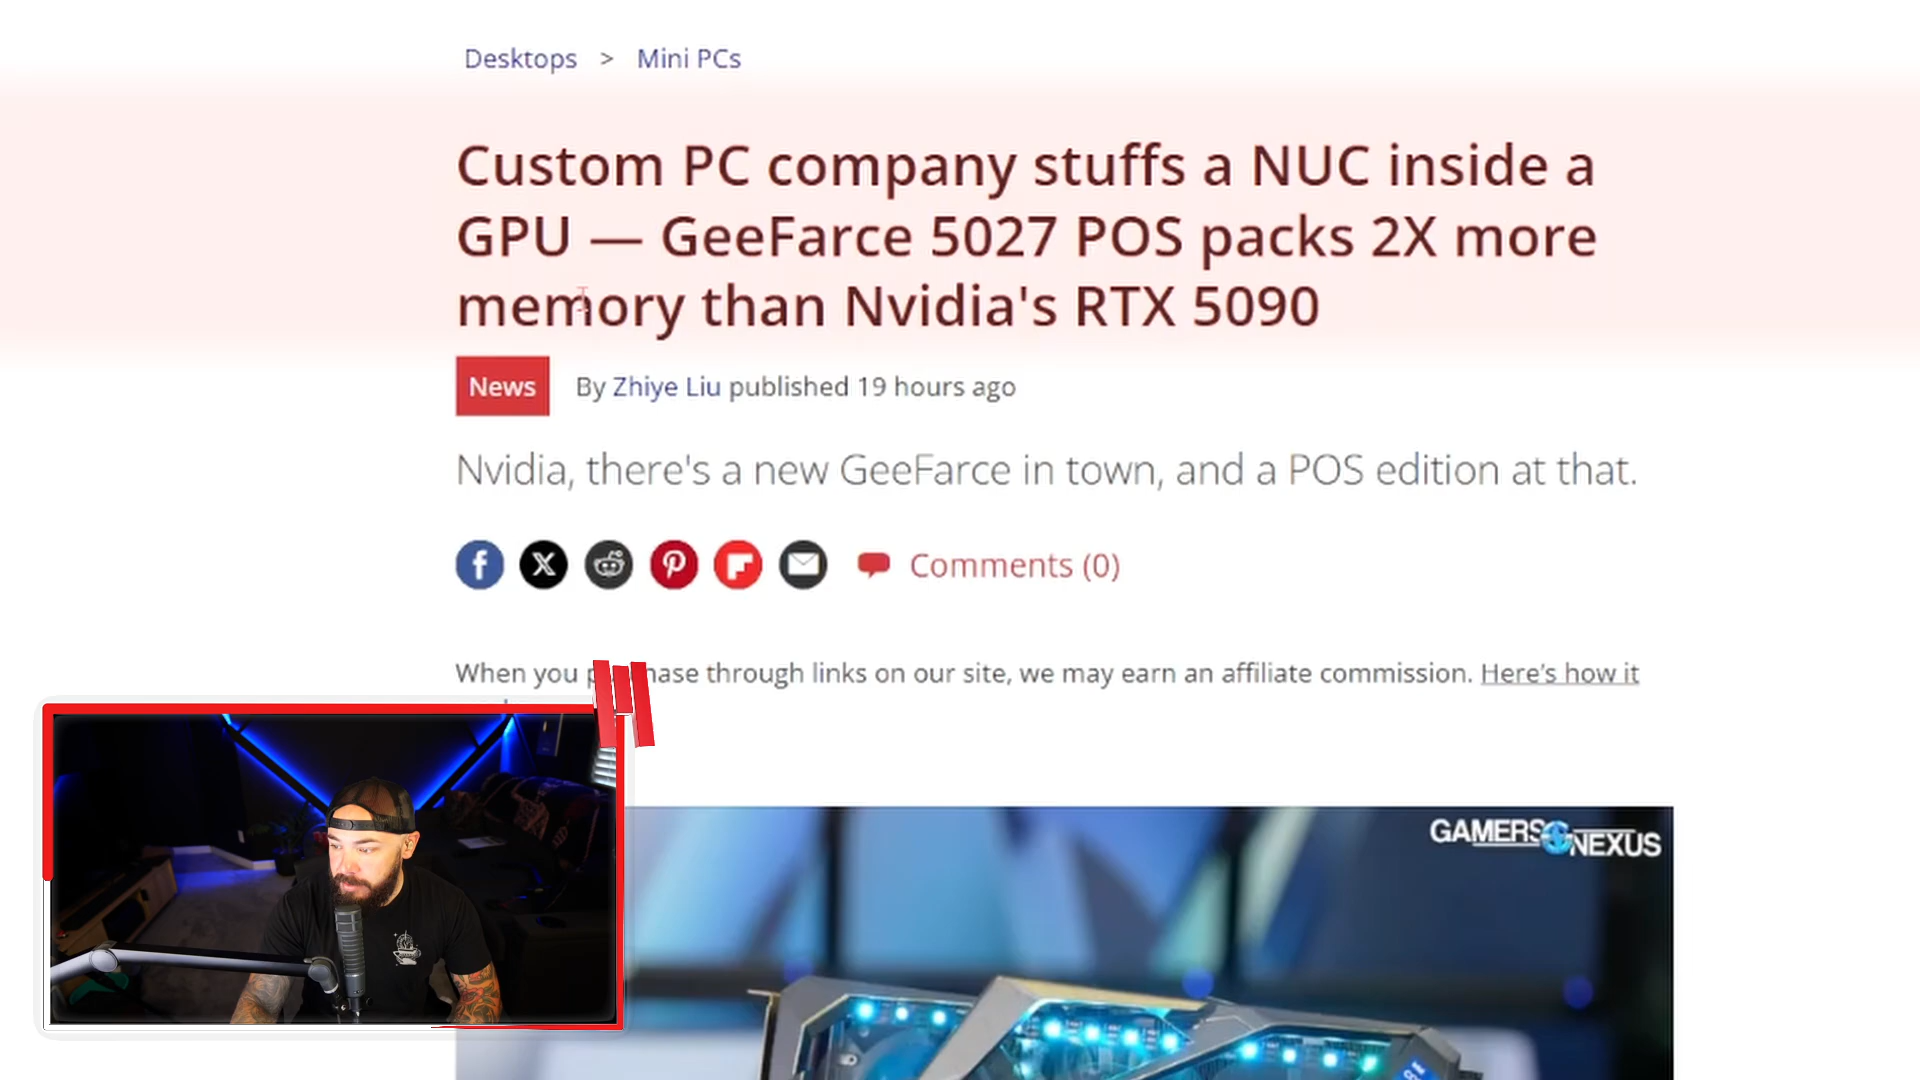 Desktops > Mini PCs
Custom PC company stuffs a NUC inside a
GPU — GeeFarce 5027 POS packs 2X more
memory than Nvidia's RTX 5090
News By Zhiye Liu published 19 hours ago
Nvidia, there's a new GeeFarce in town, and a POS edition at that.
Comments (0)
When you hase through links on our site, we may earn an affiliate commission. Here's how it
GAMERS NEXUS